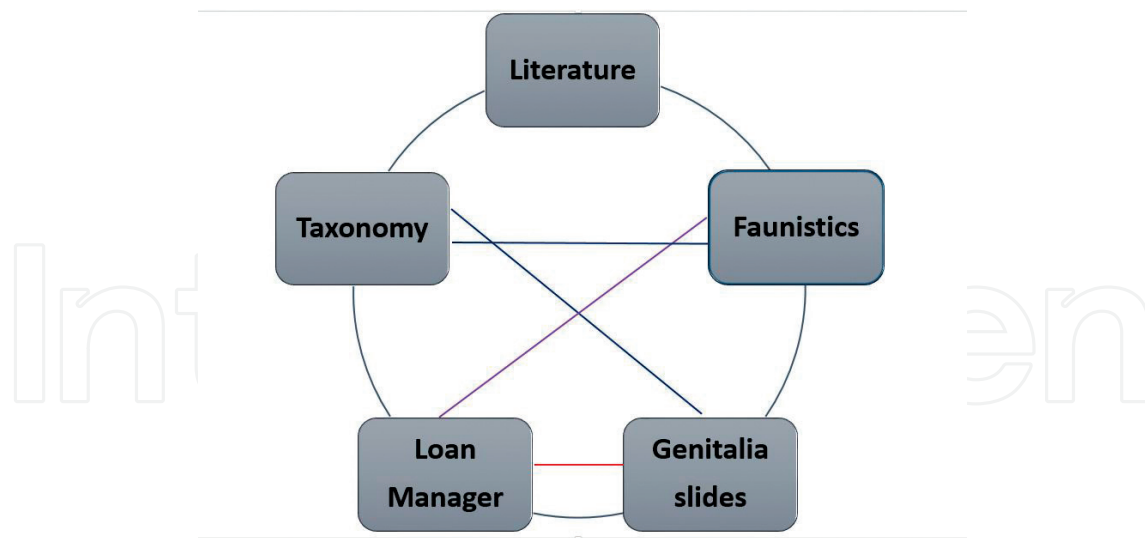 Literature
Taxonomy
Faunistics
Loan
Manager
Genitalia
slides